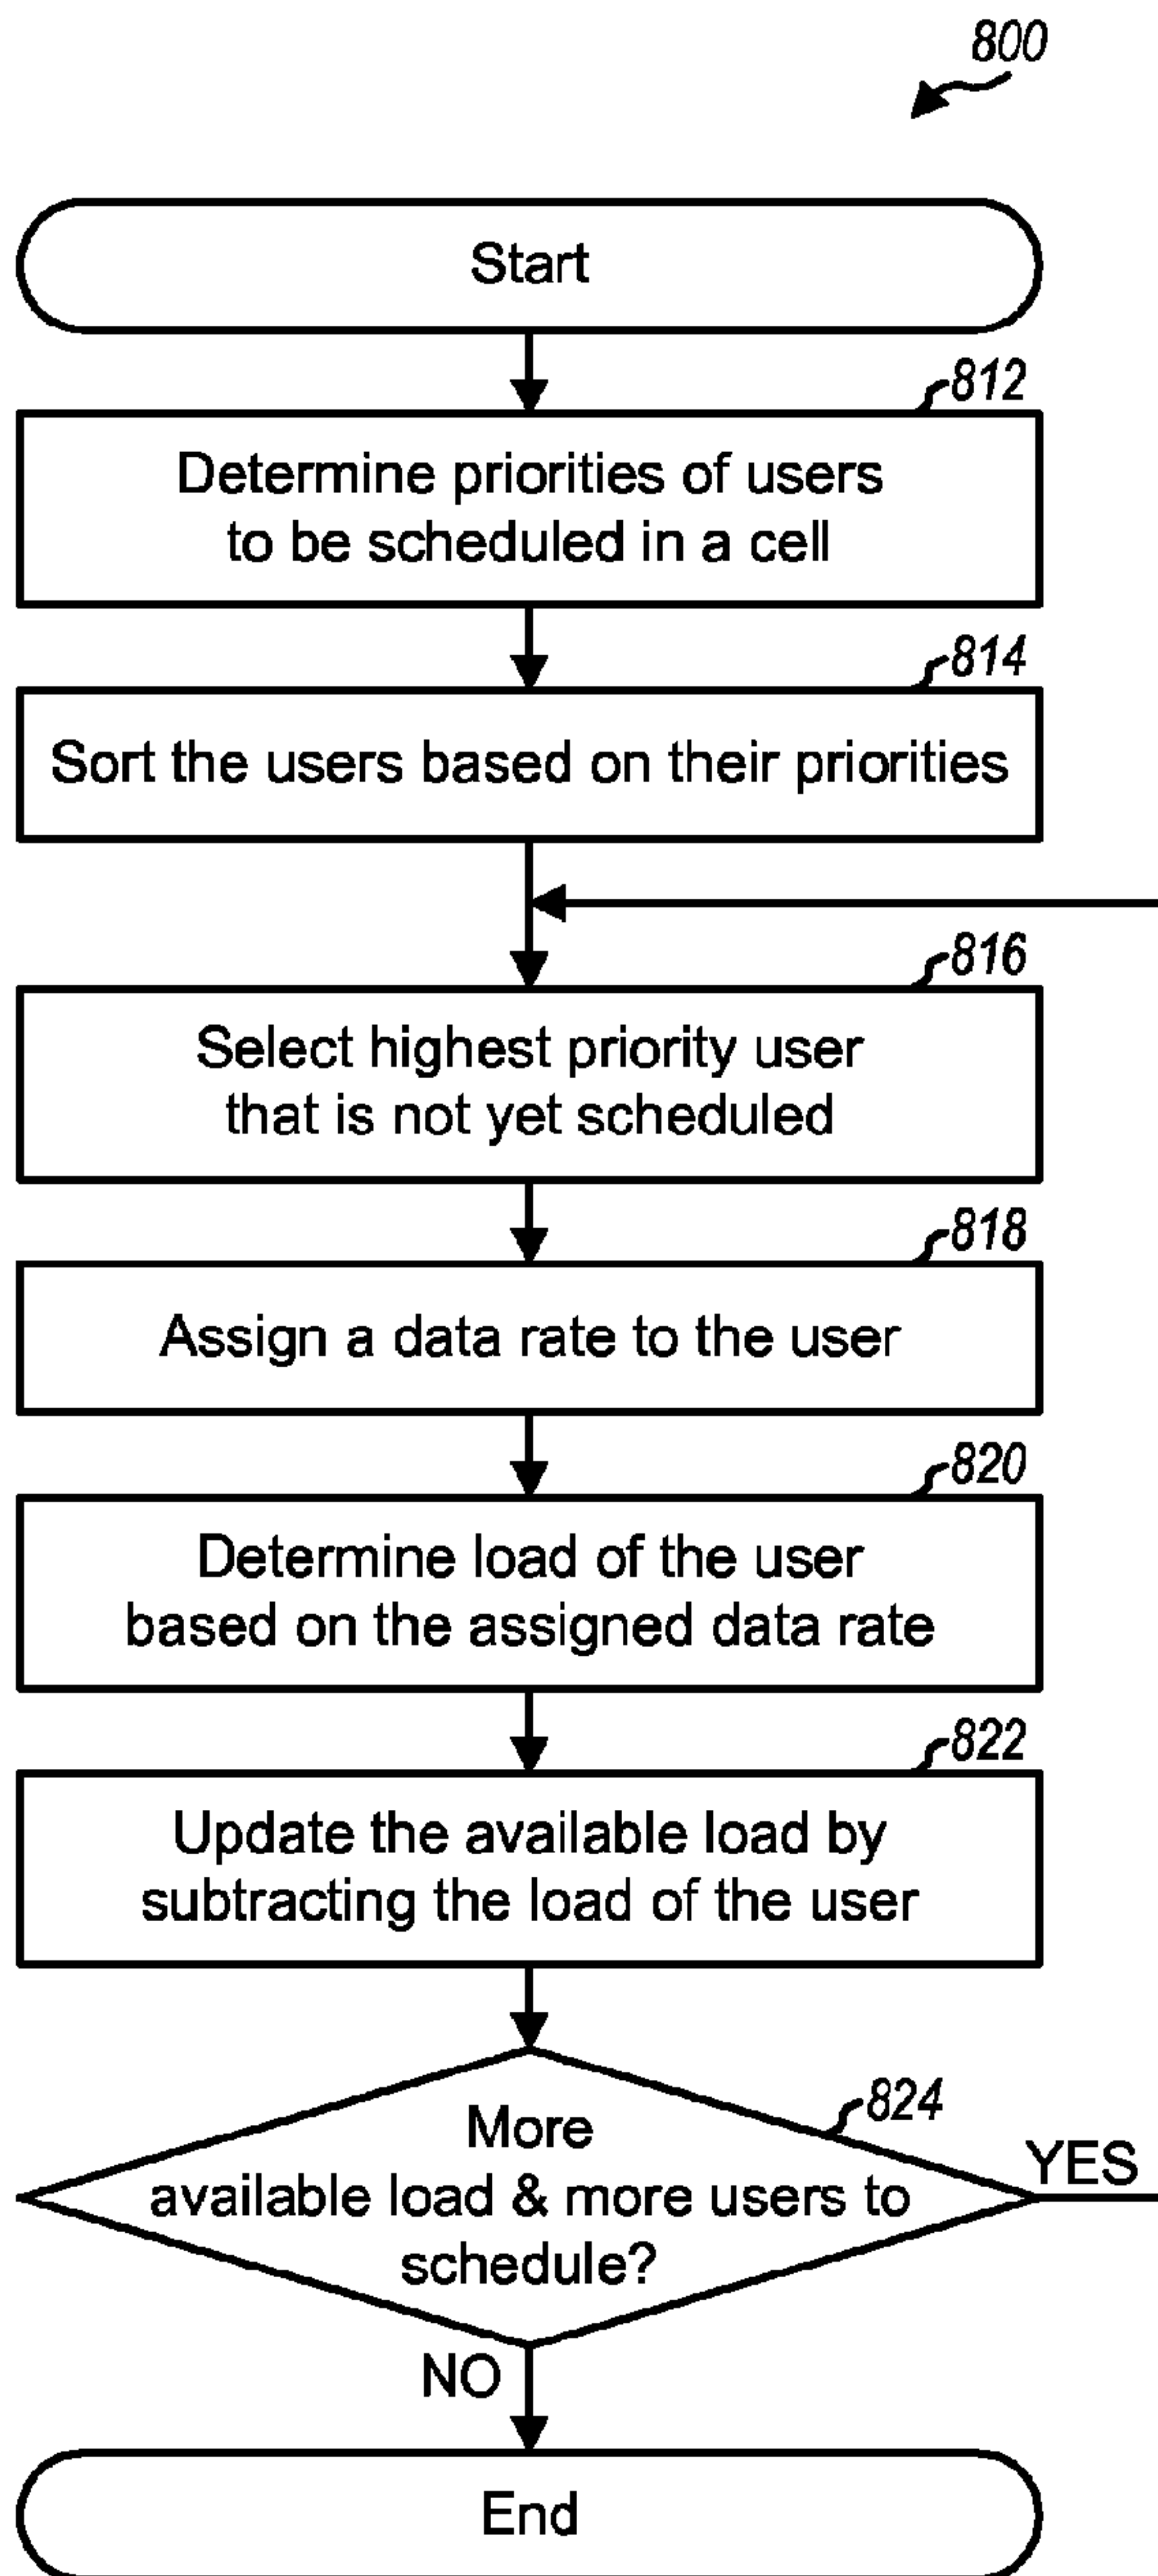 800
Start
812
Determine priorities of users
to be scheduled in a cell
814
Sort the users based on their priorities
816
Select highest priority user
that is not yet scheduled
818
Assign a data rate to the user
820
Determine load of the user
based on the assigned data rate
822
Update the available load by
subtracting the load of the user
824
More
available load & more users to
schedule?
YES
NO
End